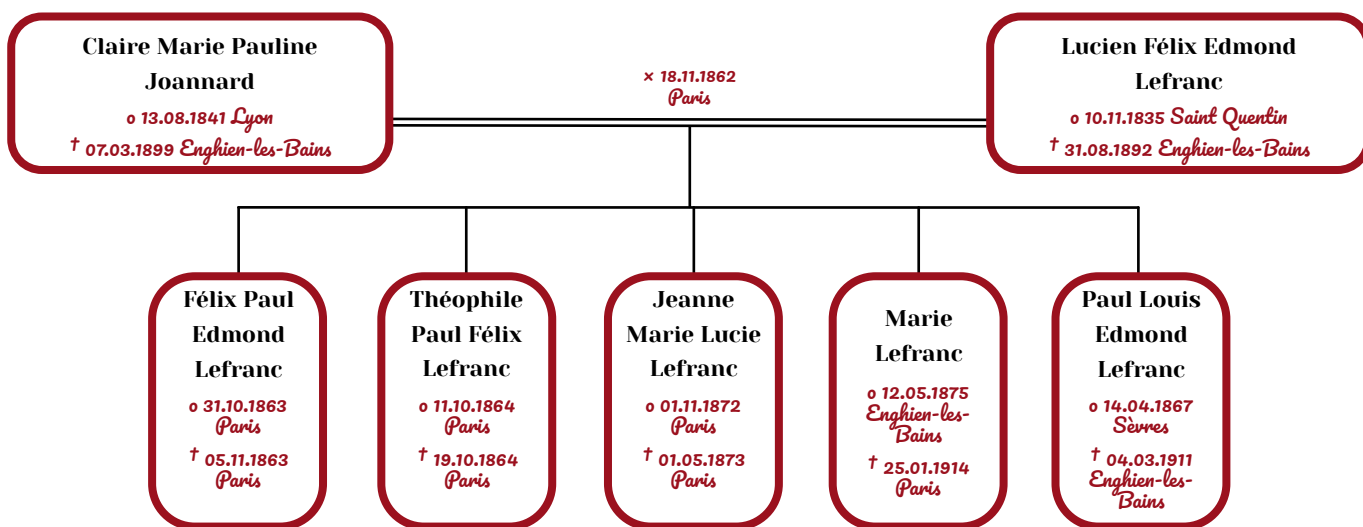 Claire Marie Pauline
Joannard
o 13.08.1841 Lyon
† 07.03.1899 Enghien-les-Bains
× 18.11.1862
Paris
Lucien Félix Edmond
Lefranc
o 10.11.1835 Saint Quentin
† 31.08.1892 Enghien-les-Bains
Félix Paul
Edmond
Lefranc
o 31.10.1863
Paris
† 05.11.1863
Paris
Théophile
Paul Félix
Lefranc
o 11.10.1864
Paris
† 19.10.1864
Paris
Jeanne
Marie Lucie
Lefranc
o 01.11.1872
Paris
† 01.05.1873
Paris
Marie
Lefranc
o 12.05.1875
Enghien-les-
Bains
† 25.01.1914
Paris
Paul Louis
Edmond
Lefranc
o 14.04.1867
Sèvres
† 04.03.1911
Enghien-les-
Bains